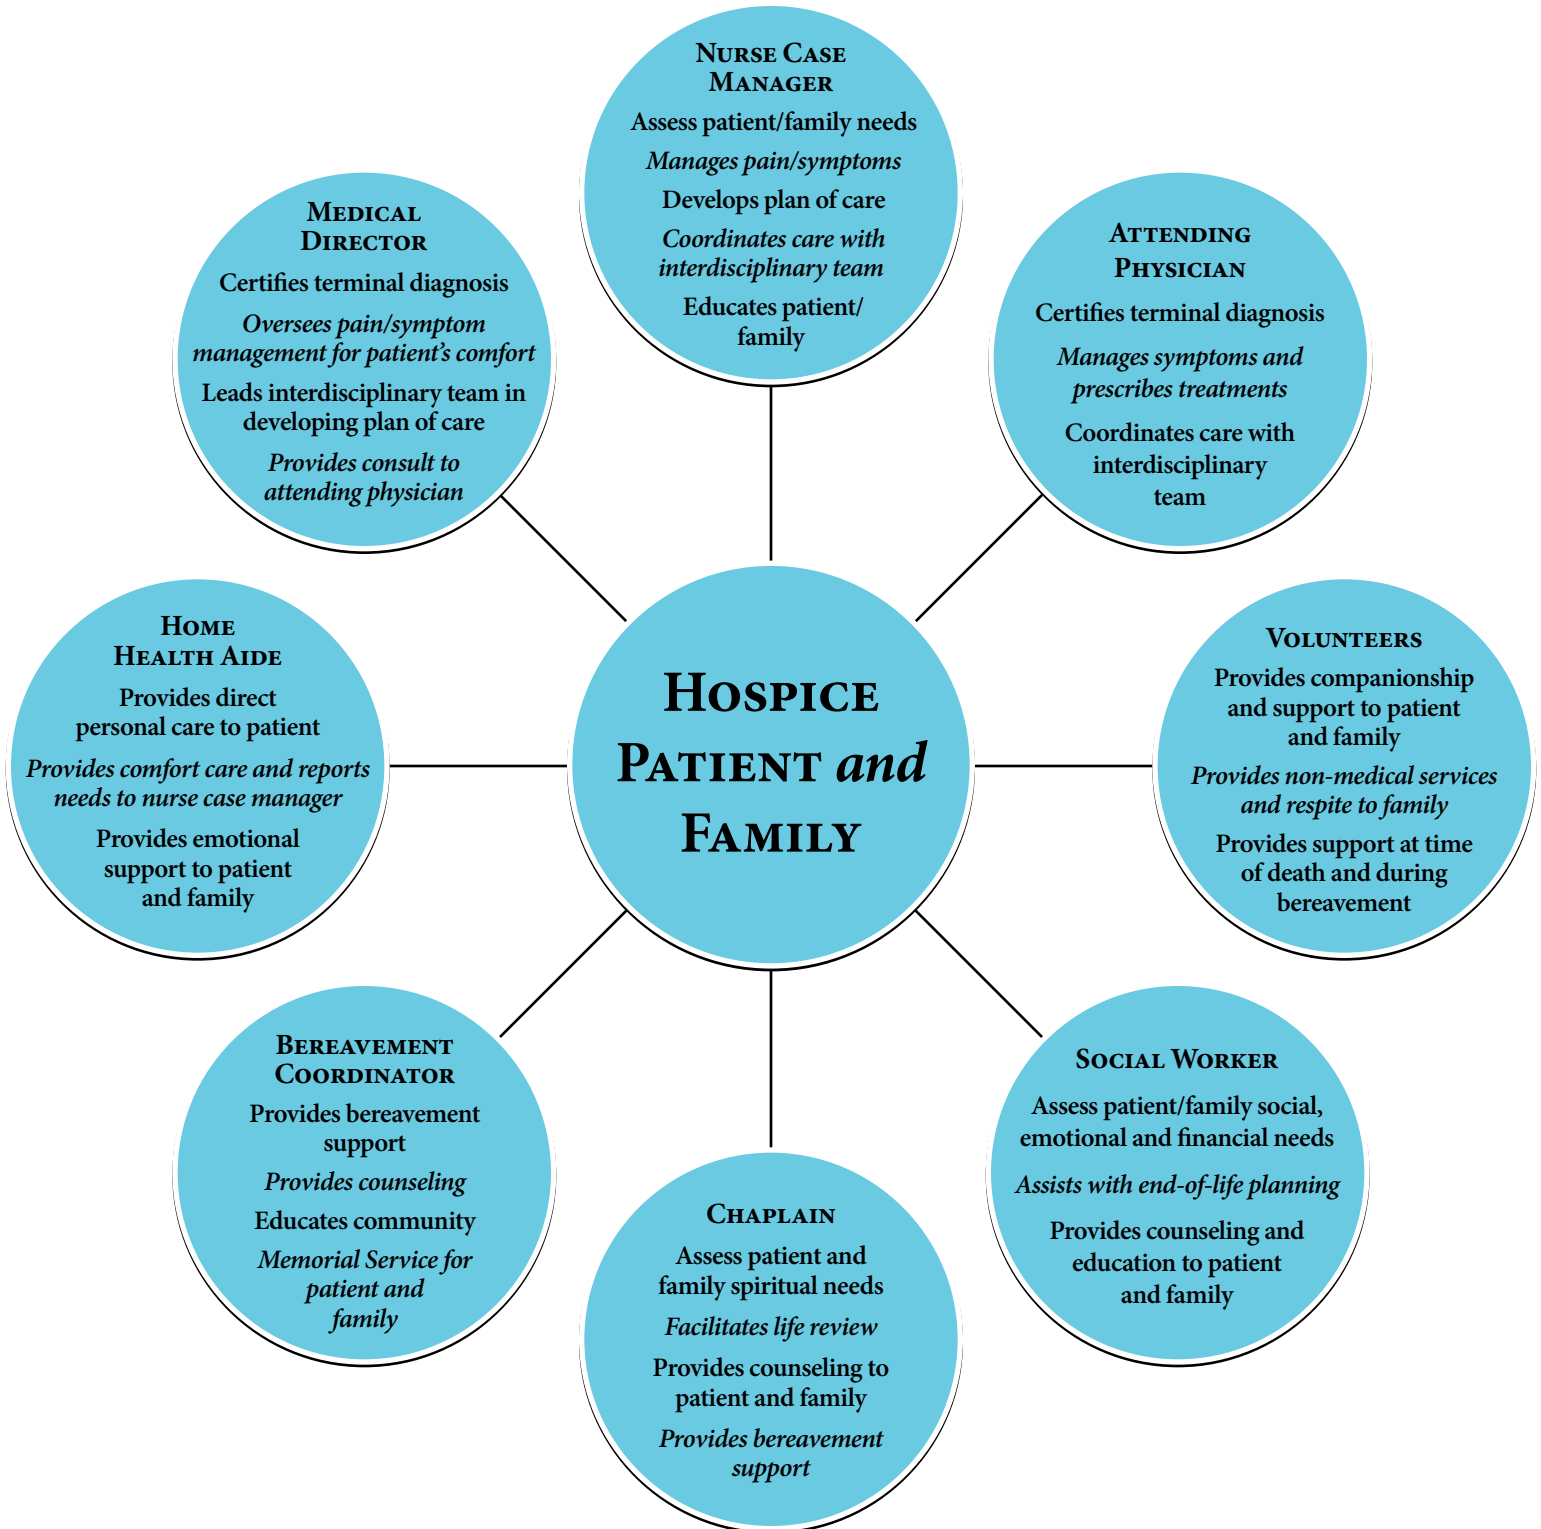 Nurse Case
Manager
Assess patient/family needs
Manages pain/symptoms
Develops plan of care
Coordinates care with
interdisciplinary team
Educates patient/
family
Attending
Physician
Certifies terminal diagnosis
Manages symptoms and
prescribes treatments
Coordinates care with
interdisciplinary
team
Volunteers
Provides companionship
and support to patient
and family
Provides non-medical services
and respite to family
Provides support at time
of death and during
bereavement
Social Worker
Assess patient/family social,
emotional and financial needs
Assists with end-of-life planning
Provides counseling and
education to patient
and family
Chaplain
Assess patient and
family spiritual needs
Facilitates life review
Provides counseling to
patient and family
Provides bereavement
support
Bereavement
Coordinator
Provides bereavement
support
Provides counseling
Educates community
Memorial Service for
patient and
family
Home
Health Aide
Provides direct
personal care to patient
Provides comfort care and reports
needs to nurse case manager
Provides emotional
support to patient
and family
Medical
Director
Certifies terminal diagnosis
Oversees pain/symptom
management for patient’s comfort
Leads interdisciplinary team in
developing plan of care
Provides consult to
attending physician
Hospice
Patient and
Family